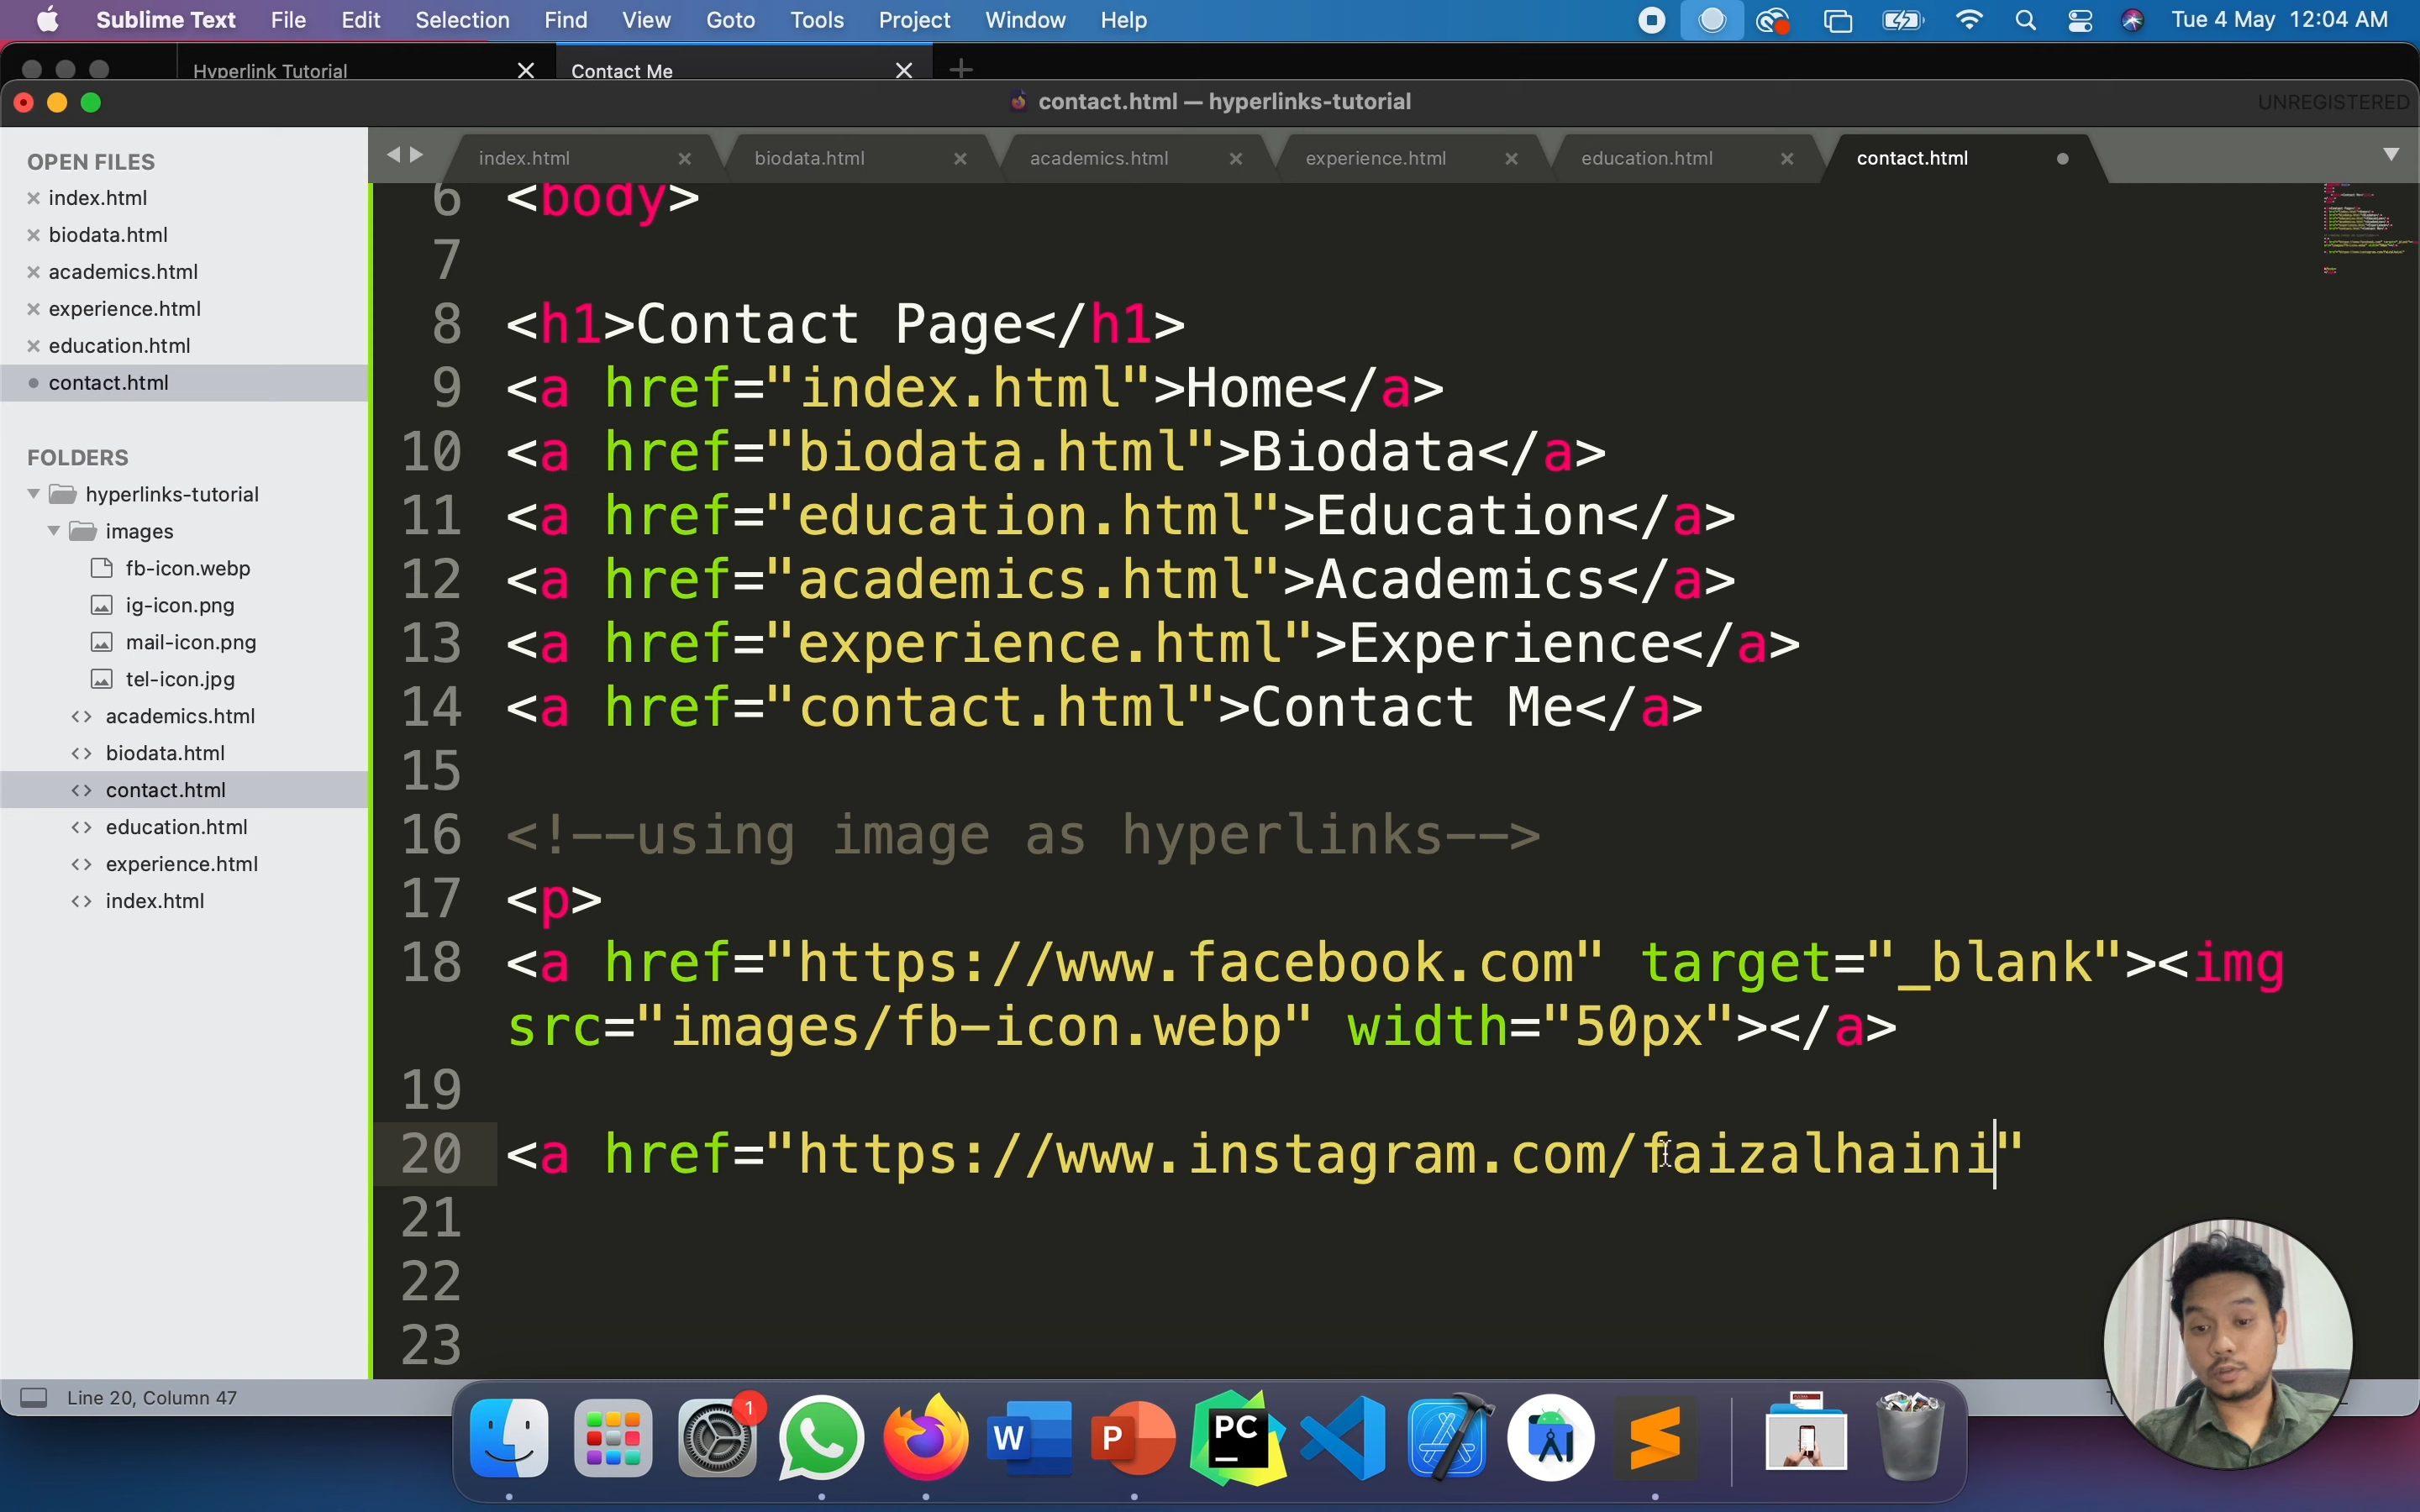 Sublime Text File Edit Selection Find View Goto Tools Project Window Help Tue 4 May 12:04 AM
Hyperlink Tutorial Contact Me
contact.html — hyperlinks-tutorial UNREGISTERED
OPEN FILES
index.html
biodata.html
academics.html
experience.html
education.html
contact.html
FOLDERS
hyperlinks-tutorial
images
fb-icon.webp
ig-icon.png
mail-icon.png
tel-icon.jpg
academics.html
biodata.html
contact.html
education.html
experience.html
index.html
index.html biodata.html academics.html experience.html education.html contact.html
6 <body>
7
8 <h1>Contact Page</h1>
9 <a href="index.html">Home</a>
10 <a href="biodata.html">Biodata</a>
11 <a href="education.html">Education</a>
12 <a href="academics.html">Academics</a>
13 <a href="experience.html">Experience</a>
14 <a href="contact.html">Contact Me</a>
15
16 <!--using image as hyperlinks-->
17 <p>
18 <a href="https://www.facebook.com" target="_blank"><img
src="images/fb-icon.webp" width="50px"></a>
19
20 <a href="https://www.instagram.com/faizalhaini"
21
22
23
Line 20, Column 47
1
W
P
PC